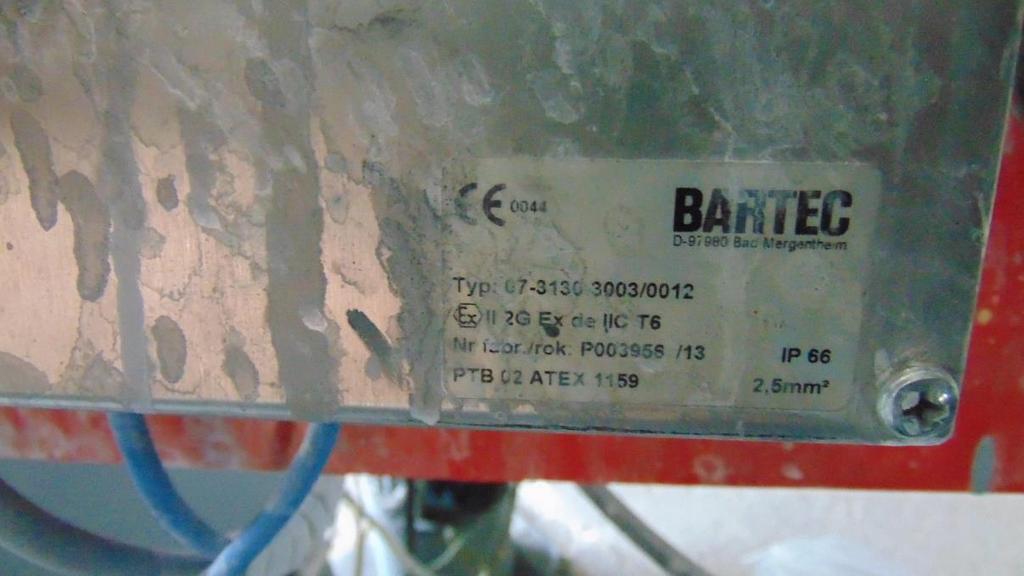 CE 0044
BARTEC
D-97980 Bad Mergentheim
Typ: 07-3130 3003/0012
Ex II 2G Ex de IIC T6
Nr fabr./rok: P003956 /13
IP 66
PTB 02 ATEX 1159
2,5mm²